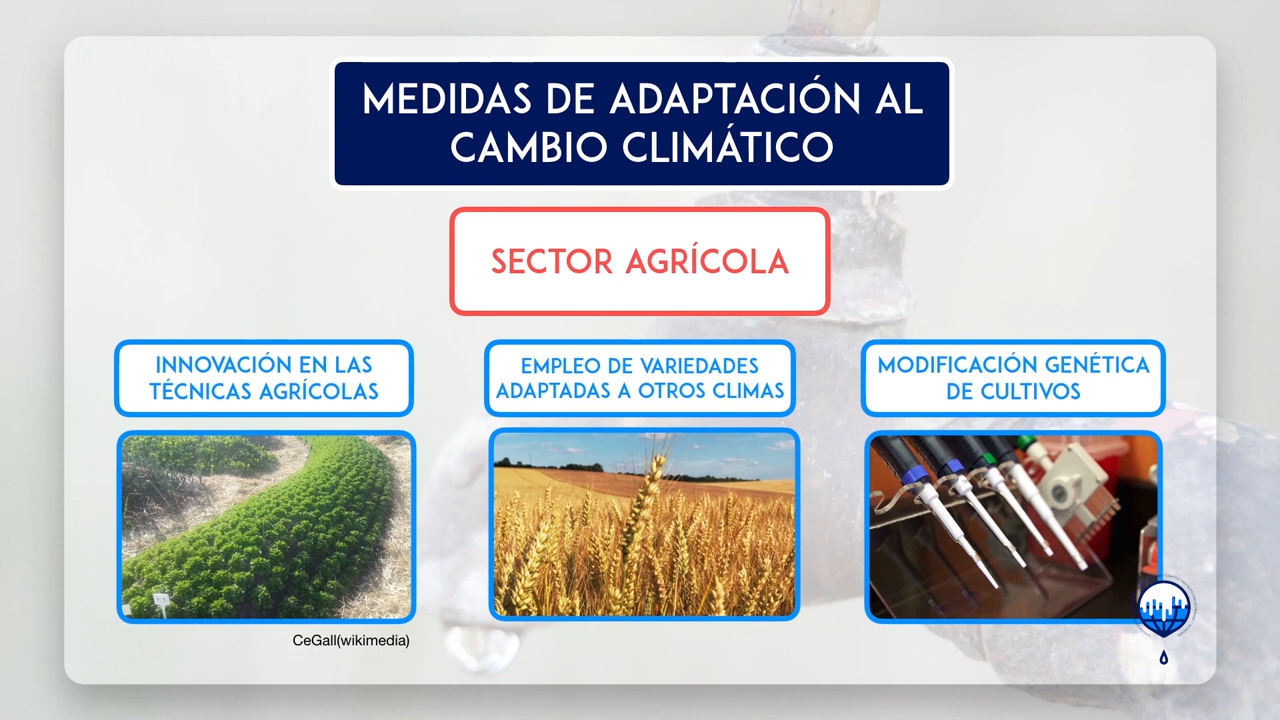 MEDIDAS DE ADAPTACIÓN AL
CAMBIO CLIMÁTICO
SECTOR AGRÍCOLA
INNOVACIÓN EN LAS
TÉCNICAS AGRÍCOLAS
EMPLEO DE VARIEDADES
ADAPTADAS A OTROS CLIMAS
MODIFICACIÓN GENÉTICA
DE CULTIVOS
CeGall(wikimedia)